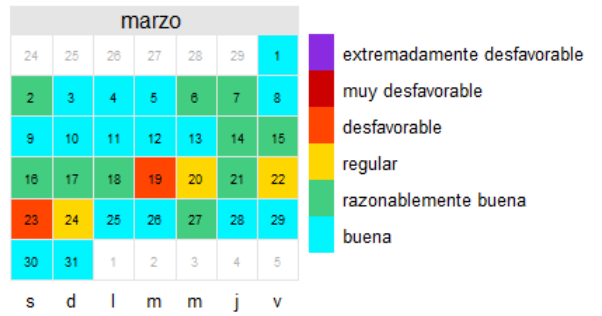 marzo
24 25 26 27 28 29 1
2 3 4 5 6 7 8
9 10 11 12 13 14 15
16 17 18 19 20 21 22
23 24 25 26 27 28 29
30 31 1 2 3 4 5
s d l m m j v
extremadamente desfavorable
muy desfavorable
desfavorable
regular
razonablemente buena
buena